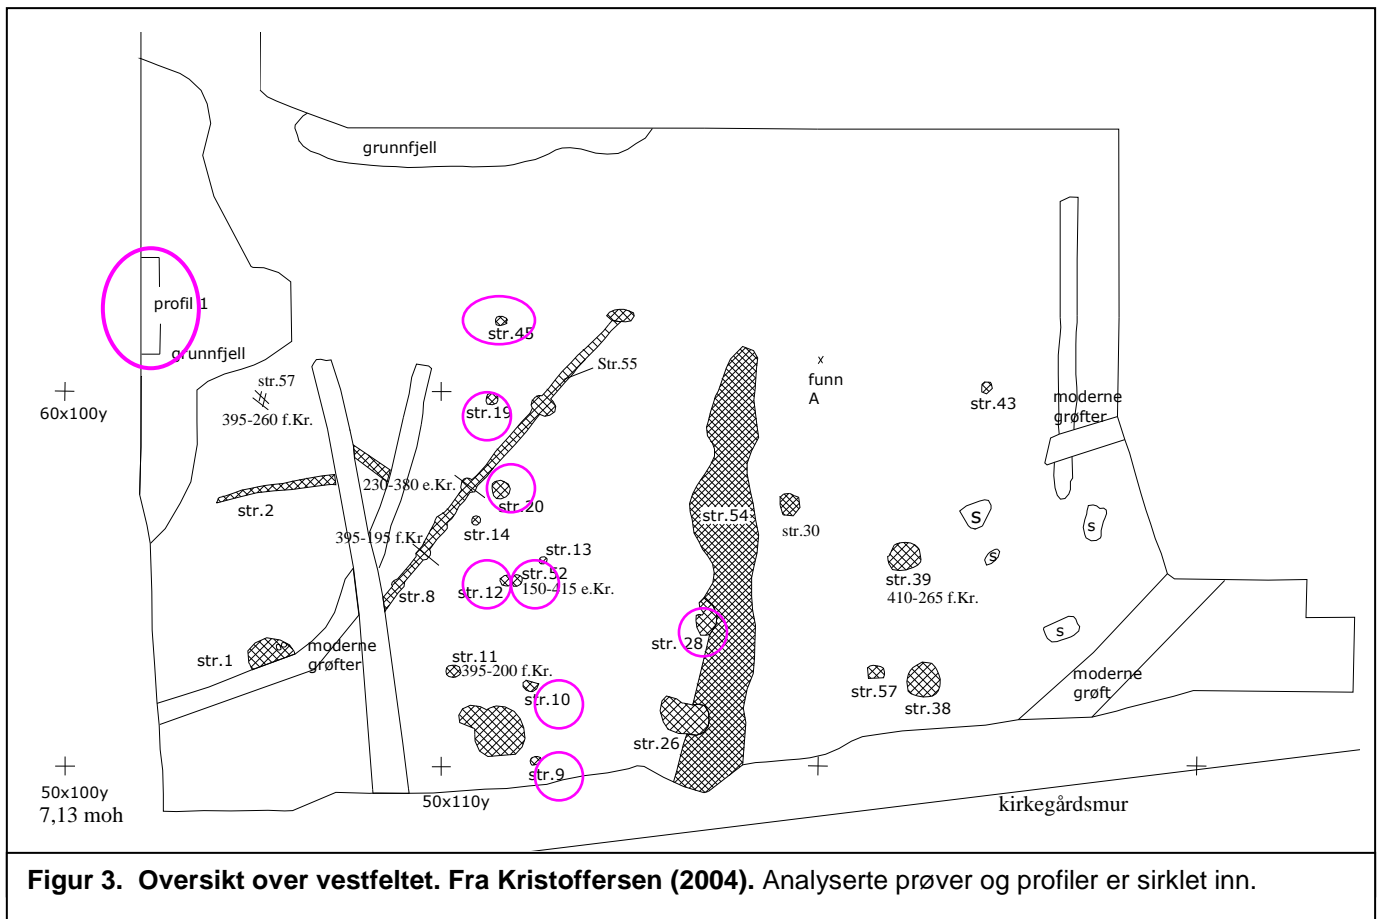 grunnfjell
profil 1
grunnfjell
str.45
Str.55
str.57
395-260 f.Kr.
str.19
funn
A
str.43
moderne
grøfter
60x100y
230-380 e.Kr.
str.20
str.2
str.14
395-195 f.Kr.
str.54
str.30
s
s
s
str.13
str.52
150-415 e.Kr.
str.12
str.8
str.39
410-265 f.Kr.
str.1
moderne
grøfter
str. 28
s
str.11
395-200 f.Kr.
str.10
str.57
str.38
moderne
grøft
str.26
str.9
50x100y
7,13 moh
50x110y
kirkegårdsmur
Figur 3. Oversikt over vestfeltet. Fra Kristoffersen (2004). Analyserte prøver og profiler er sirklet inn.